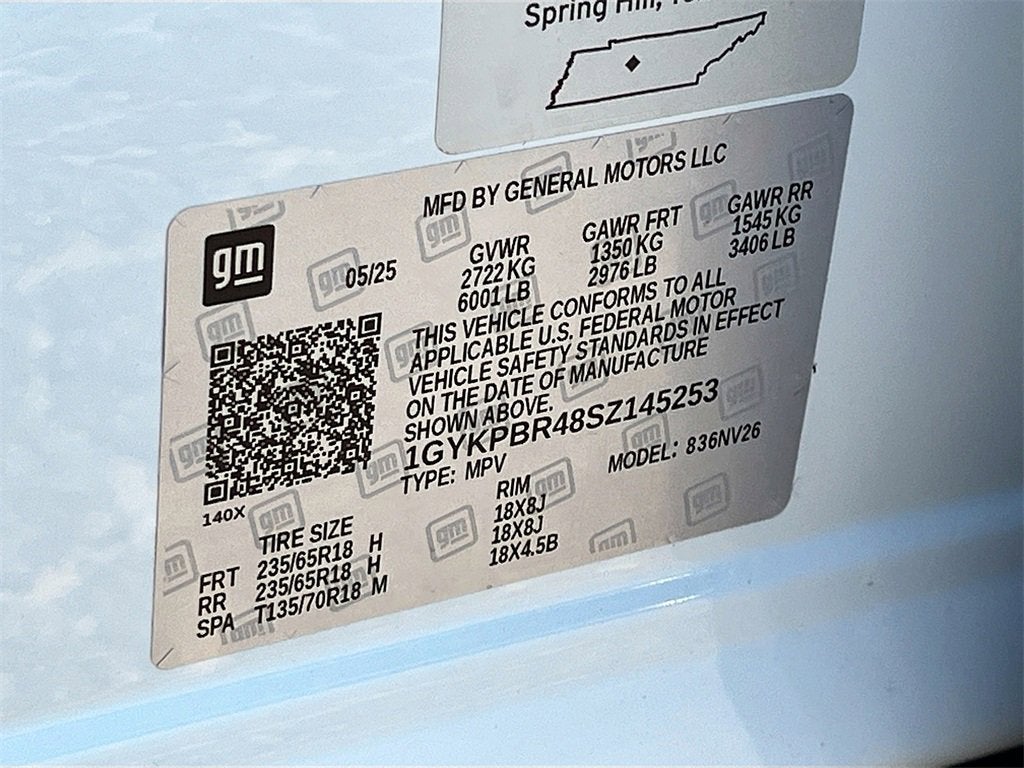 Spring Hill,
MFD BY GENERAL MOTORS LLC
gm
05/25
GVWR GAWR FRT GAWR RR
2722 KG 1350 KG 1545 KG
6001 LB 2976 LB 3406 LB
THIS VEHICLE CONFORMS TO ALL
APPLICABLE U.S. FEDERAL MOTOR
VEHICLE SAFETY STANDARDS IN EFFECT
ON THE DATE OF MANUFACTURE
SHOWN ABOVE.
1GYKPBR48SZ145253
TYPE: MPV MODEL: 836NV26
140X
TIRE SIZE RIM
FRT 235/65R18 H 18X8J
RR 235/65R18 H 18X8J
SPA T135/70R18 M 18X4.5B